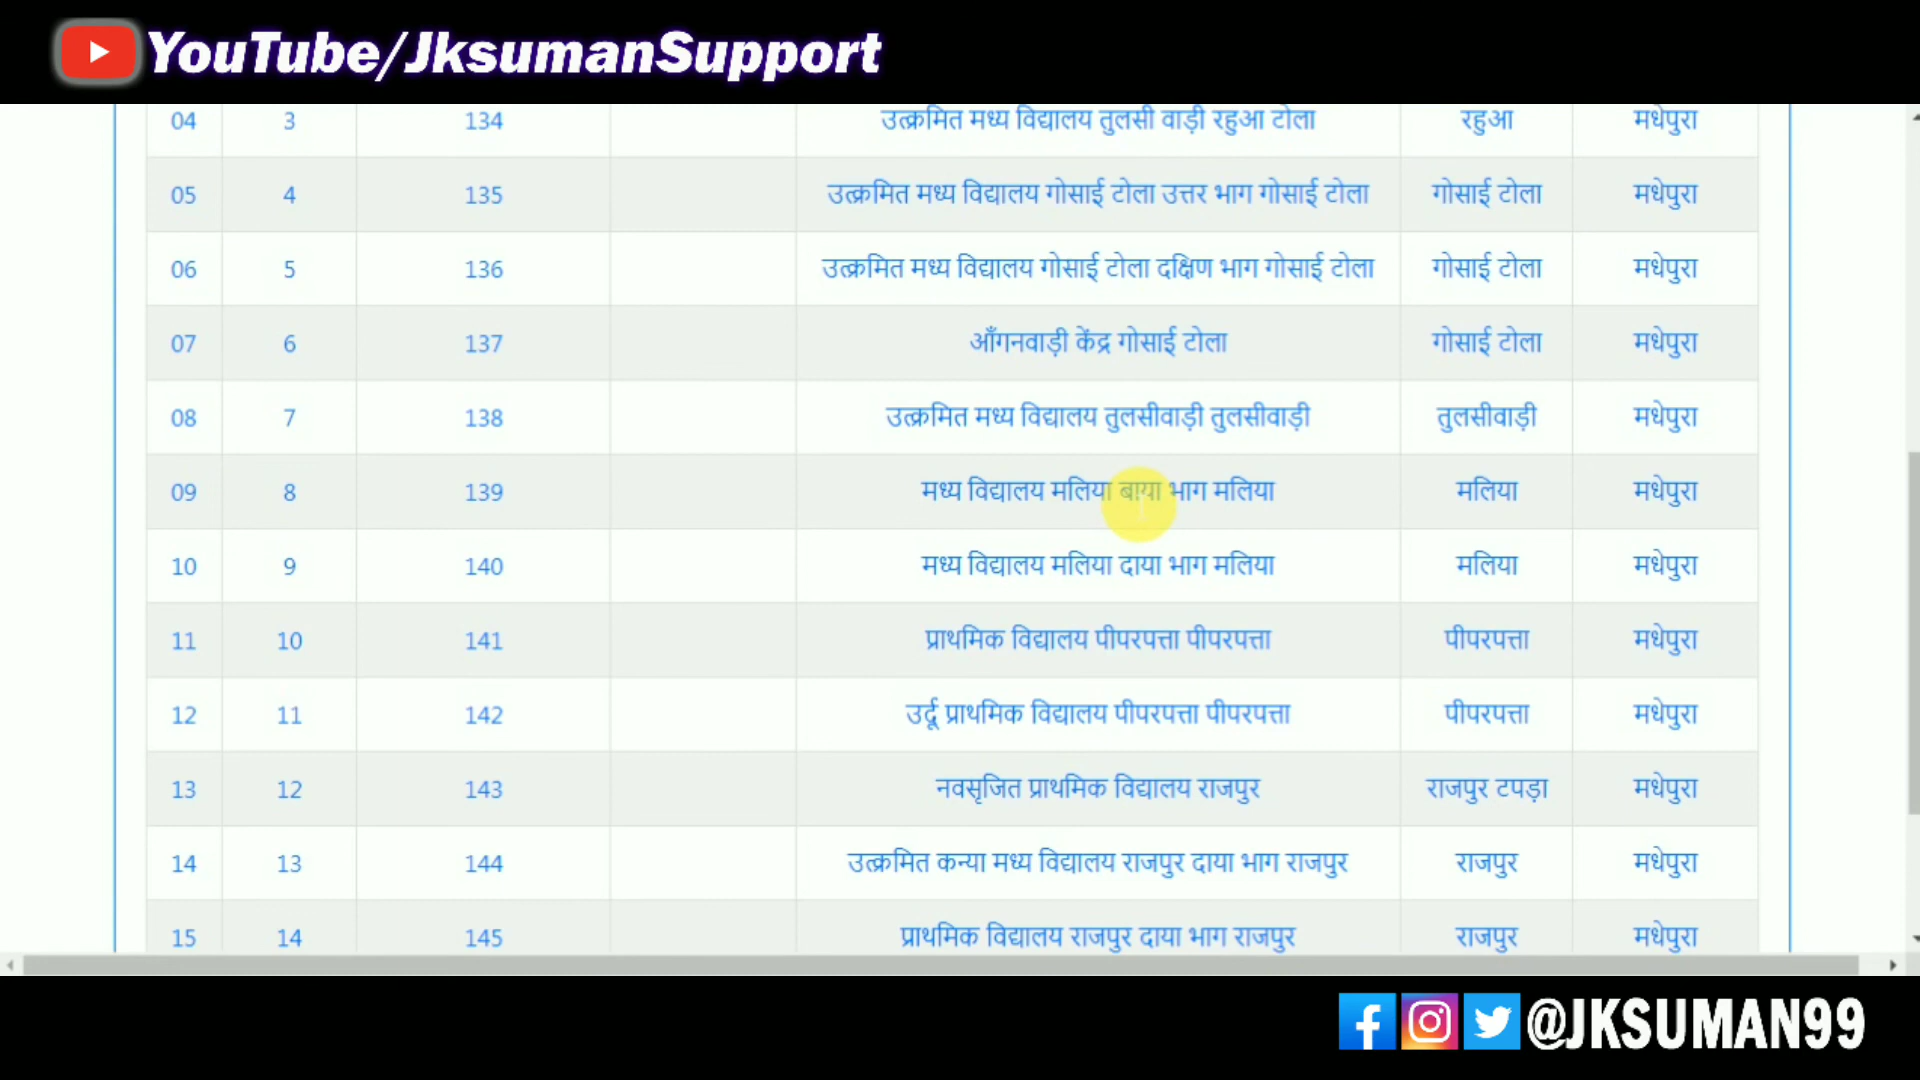 YouTube/JksumanSupport
04 3 134 उत्क्रमित मध्य विद्यालय तुलसी वाड़ी रहुआ टोला रहुआ मधेपुरा
05 4 135 उत्क्रमित मध्य विद्यालय गोसाई टोला उत्तर भाग गोसाई टोला गोसाई टोला मधेपुरा
06 5 136 उत्क्रमित मध्य विद्यालय गोसाई टोला दक्षिण भाग गोसाई टोला गोसाई टोला मधेपुरा
07 6 137 आँगनवाड़ी केंद्र गोसाई टोला गोसाई टोला मधेपुरा
08 7 138 उत्क्रमित मध्य विद्यालय तुलसीवाड़ी तुलसीवाड़ी तुलसीवाड़ी मधेपुरा
09 8 139 मध्य विद्यालय मलिया बाया भाग मलिया मलिया मधेपुरा
10 9 140 मध्य विद्यालय मलिया दाया भाग मलिया मलिया मधेपुरा
11 10 141 प्राथमिक विद्यालय पीपरपत्ता पीपरपत्ता पीपरपत्ता मधेपुरा
12 11 142 उर्दू प्राथमिक विद्यालय पीपरपत्ता पीपरपत्ता पीपरपत्ता मधेपुरा
13 12 143 नवसृजित प्राथमिक विद्यालय राजपुर राजपुर टपड़ा मधेपुरा
14 13 144 उत्क्रमित कन्या मध्य विद्यालय राजपुर दाया भाग राजपुर राजपुर मधेपुरा
15 14 145 प्राथमिक विद्यालय राजपुर दाया भाग राजपुर राजपुर मधेपुरा
@JKSUMAN99